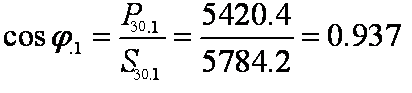 cos φ.1 = P30.1 / S30.1 = 5420.4 / 5784.2 = 0.937